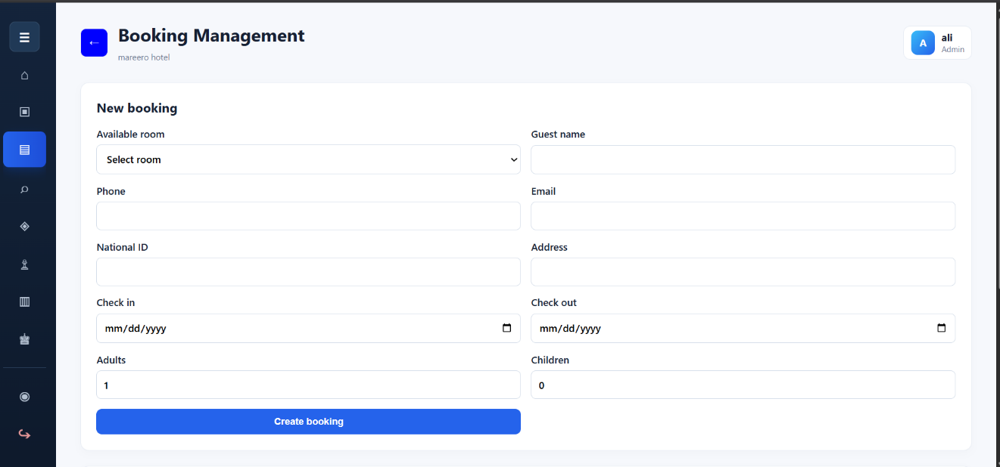 Booking Management
mareero hotel
A
ali
Admin
New booking
Available room
Guest name
Select room
Phone
Email
National ID
Address
Check in
Check out
mm/dd/yyyy
mm/dd/yyyy
Adults
Children
1
0
Create booking